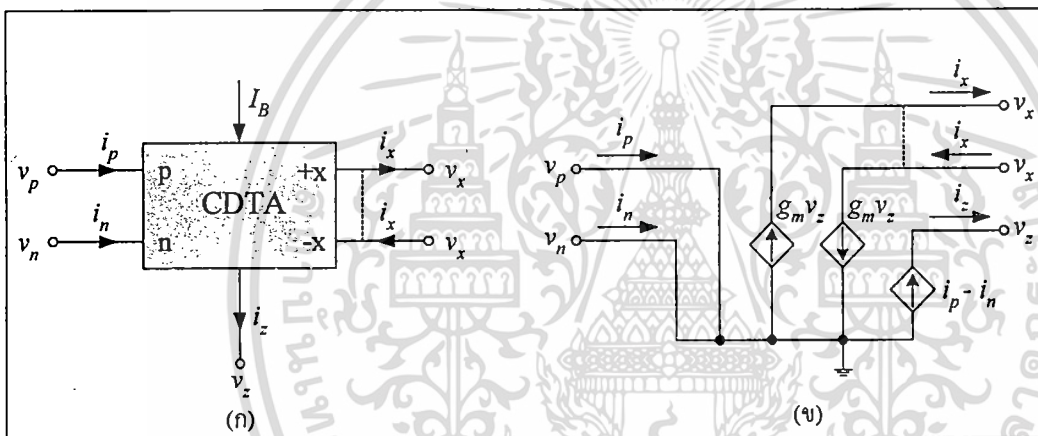 I_B
i_p
v_p
p
i_n
v_n
n
CDTA
+x
-x
i_x
v_x
i_x
v_x
i_z
v_z
(ก)
i_p
v_p
i_n
v_n
g_m v_z
g_m v_z
i_x
v_x
i_x
v_x
i_z
v_z
i_p - i_n
(ข)